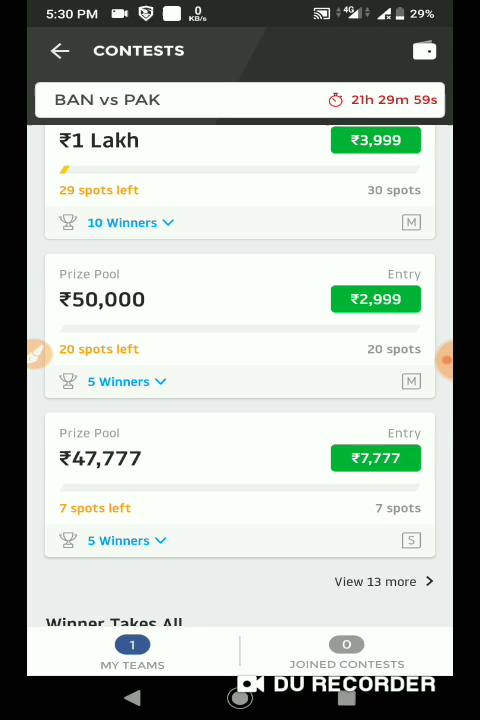 5:30 PM 0 KB/s 4G 29%
CONTESTS
BAN vs PAK 21h 29m 59s
₹1 Lakh ₹3,999
29 spots left 30 spots
10 Winners M
Prize Pool Entry
₹50,000 ₹2,999
20 spots left 20 spots
5 Winners M
Prize Pool Entry
₹47,777 ₹7,777
7 spots left 7 spots
5 Winners S
View 13 more
Winner Takes All
1 0
MY TEAMS JOINED CONTESTS
DU RECORDER